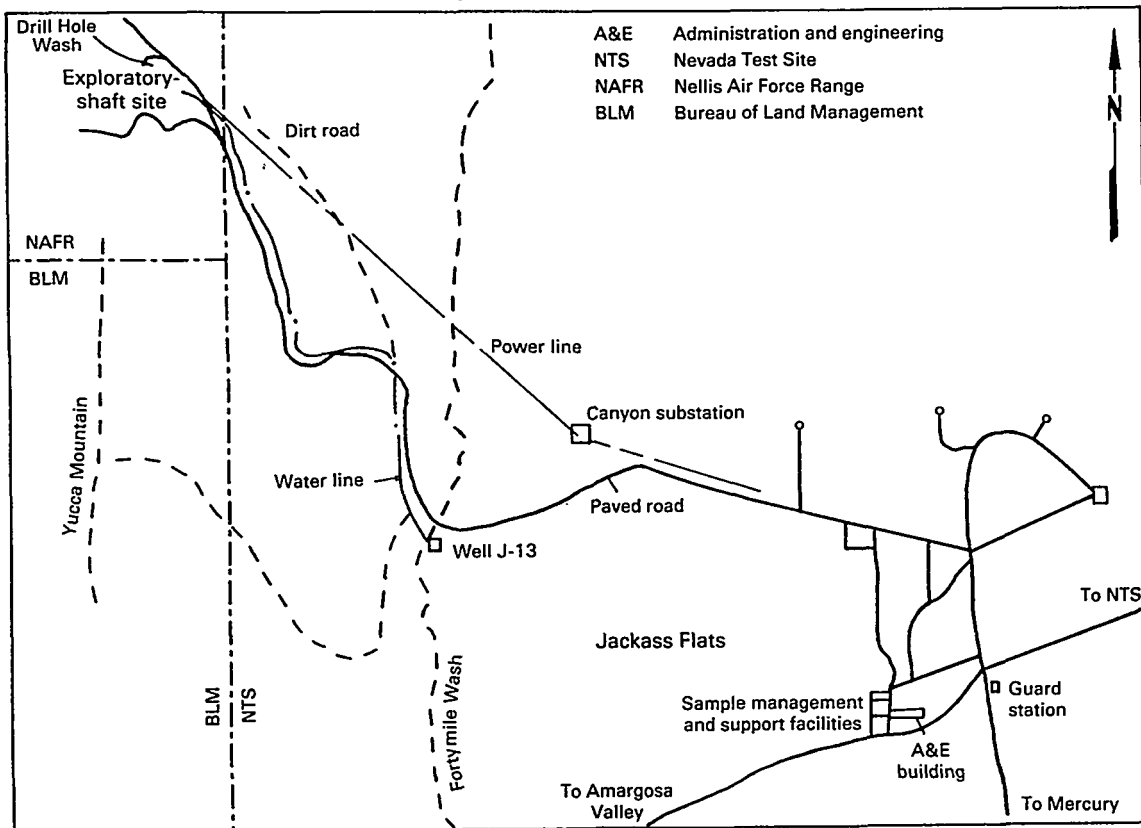 Drill Hole
Wash
Exploratory-
shaft site
A&E Administration and engineering
NTS Nevada Test Site
NAFR Nellis Air Force Range
BLM Bureau of Land Management
N
Dirt road
NAFR
BLM
Power line
Canyon substation
Yucca Mountain
Water line
Paved road
Well J-13
To NTS
Jackass Flats
BLM
NTS
Fortymile Wash
Sample management
and support facilities
Guard
station
A&E
building
To Amargosa
Valley
To Mercury